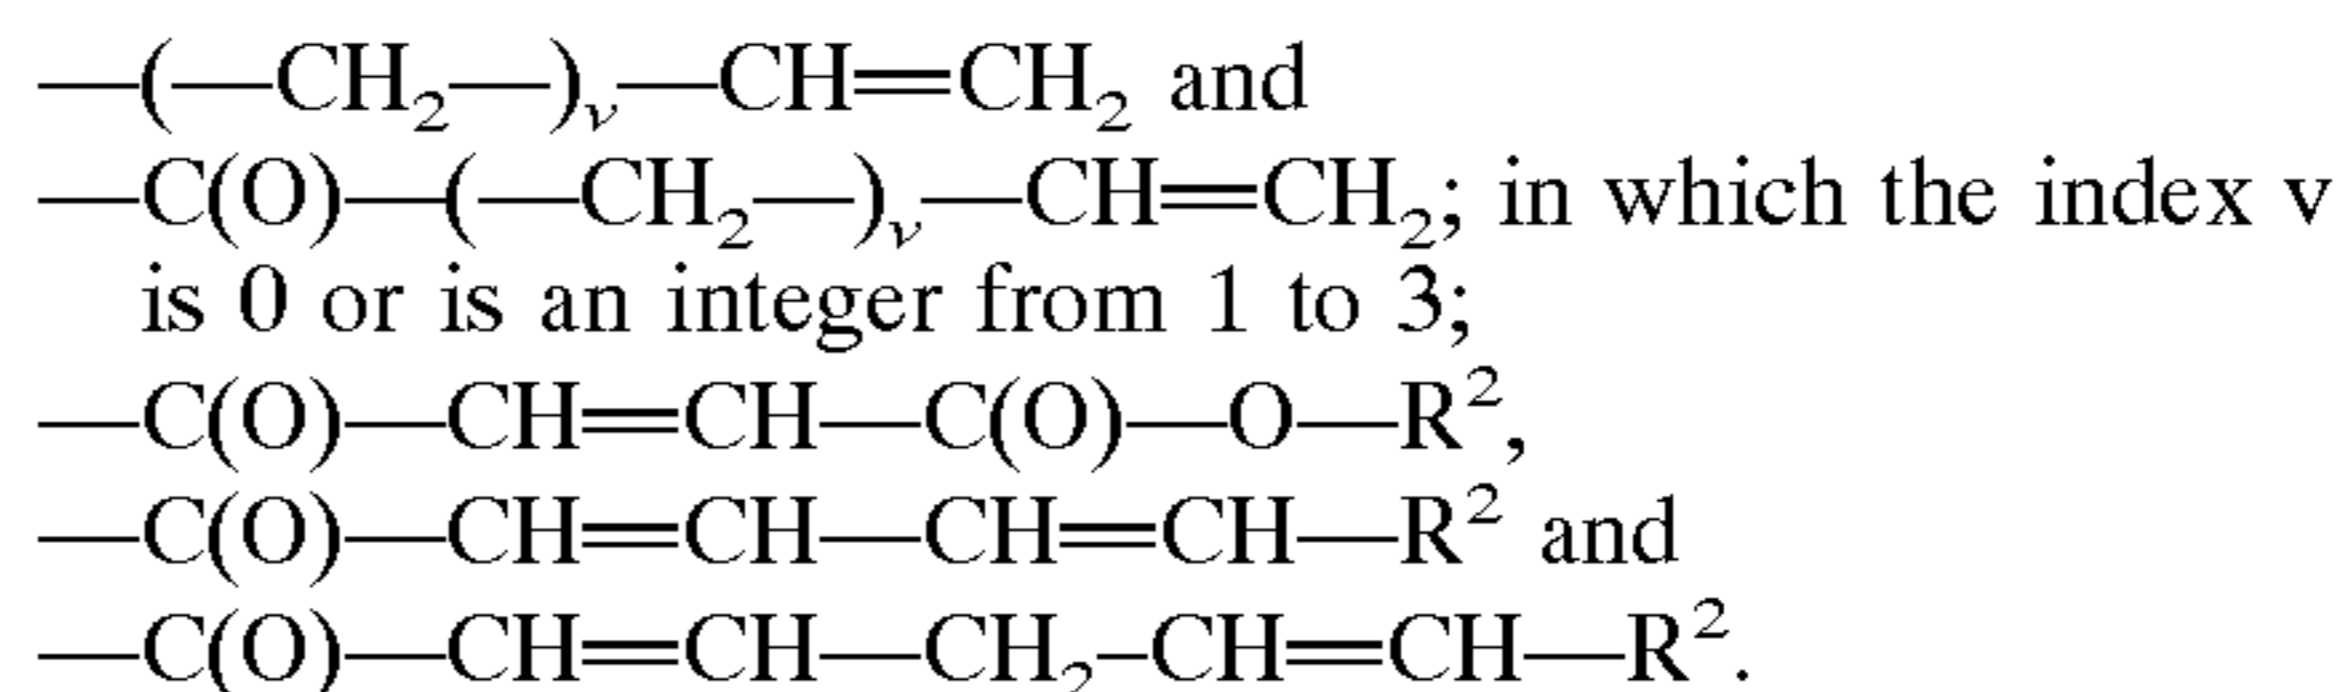 —(—CH₂—)ᵥ—CH═CH₂ and
—C(O)—(—CH₂—)ᵥ—CH═CH₂; in which the index v
is 0 or is an integer from 1 to 3;
—C(O)—CH═CH—C(O)—O—R²,
—C(O)—CH═CH—CH═CH—R² and
—C(O)—CH═CH—CH₂–CH═CH—R².